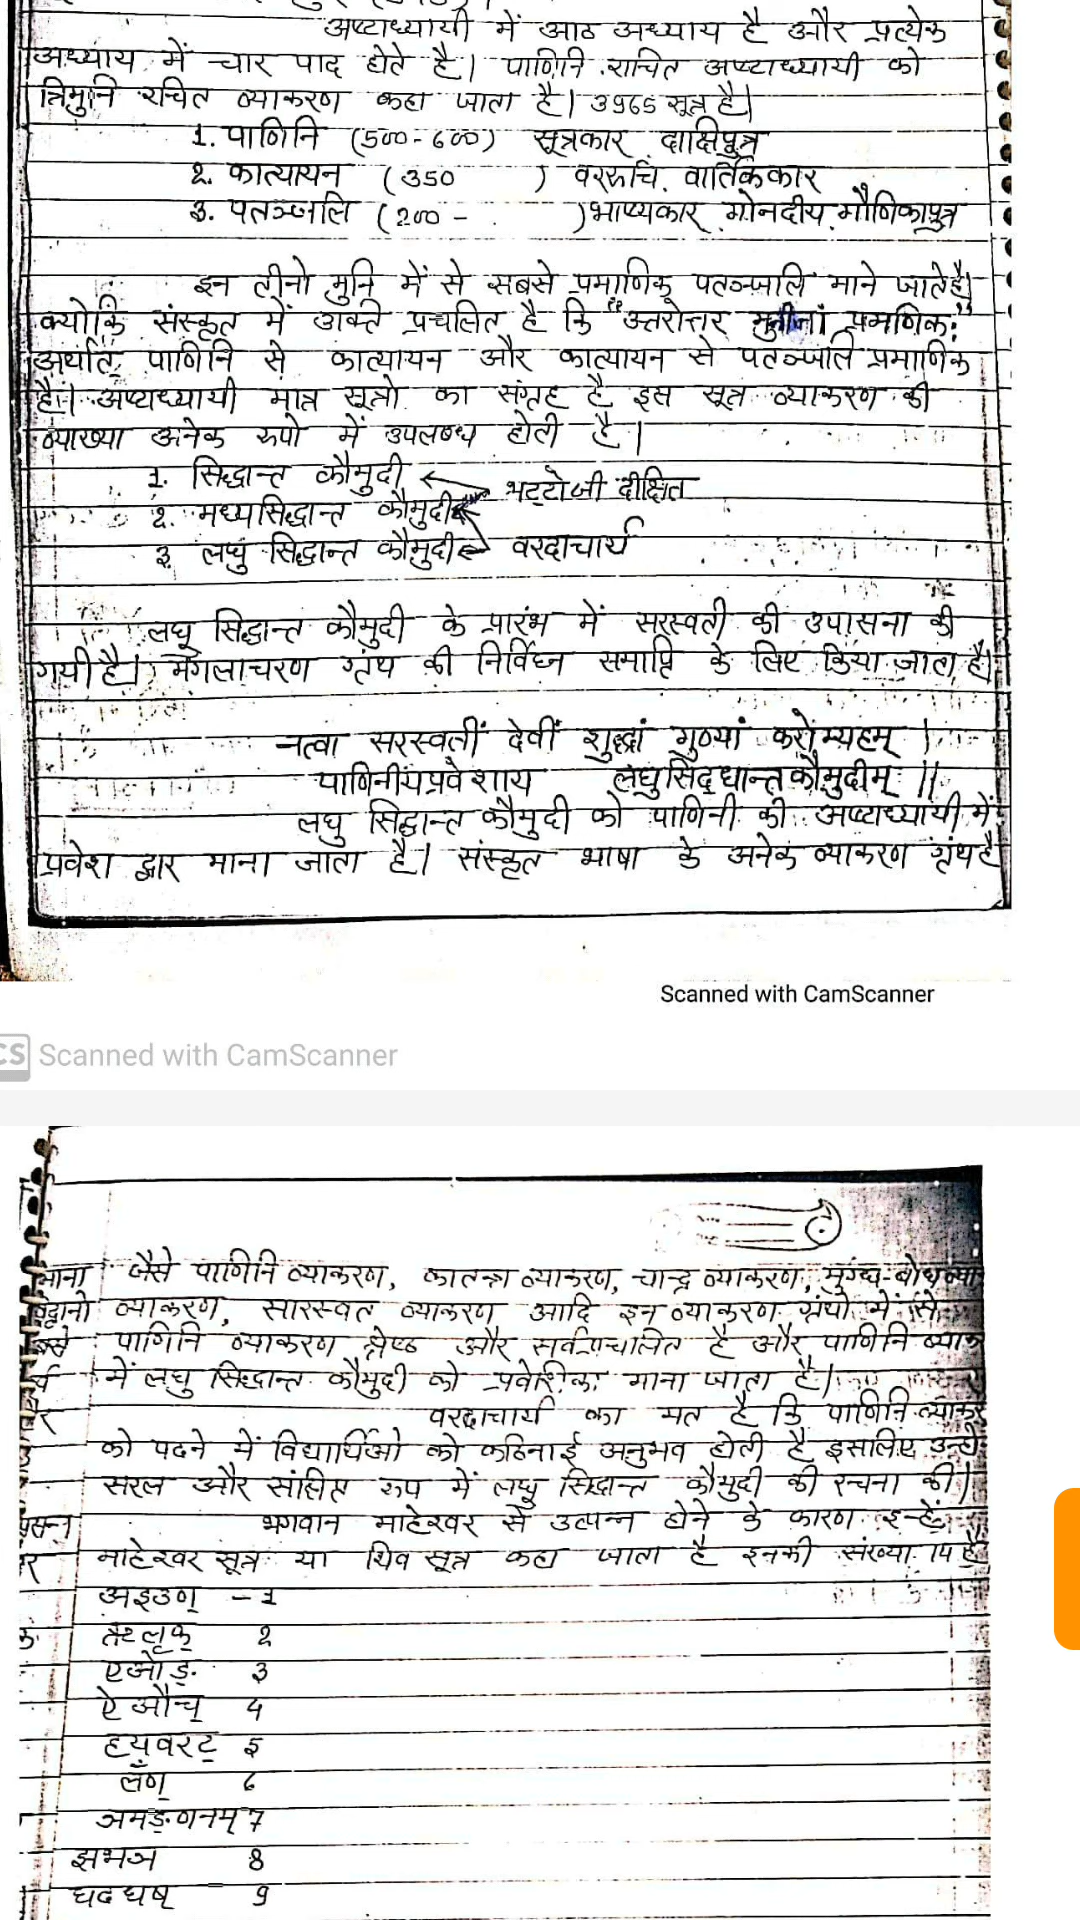 अष्टाध्यायी में आठ अध्याय है और प्रत्येक
अध्याय में चार पाद होते है। पाणिनि रचित अष्टाध्यायी को
त्रिमुनि रचित व्याकरण कहा जाता है। 3965 सूत्र है।
1. पाणिनि (500-600) सूत्रकार दाक्षिपुत्र
2. कात्यायन (350 ) वररुचि, वार्तिककार
3. पतञ्जलि (200 - )भाष्यकार, गोनर्दीय, गौणिकापुत्र
इन तीनो मुनि में से सबसे प्रमाणिक पतञ्जलि माने जाते है।
क्योकि संस्कृत में उक्ति प्रचलित है कि "उत्तरोत्तर मुनीनां प्रमाणिक:"
अर्थात् पाणिनि से कात्यायन और कात्यायन से पतञ्जलि प्रमाणिक
है। अष्टाध्यायी मात्र सूत्रो का संग्रह है इस सूत्र व्याकरण की
व्याख्या अनेक रुपो में उपलब्ध होती है।
1. सिद्धान्त कौमुदी
भट्टोजी दीक्षित
2. मध्यसिद्धान्त कौमुदी
3. लघु सिद्धान्त कौमुदी वरदाचार्य
लघु सिद्धान्त कौमुदी के प्रारंभ में सरस्वती की उपासना की
गयी है। मंगलाचरण ग्रंथ की निर्विघ्न समाप्ति के लिए किया जाता है।
नत्वा सरस्वतीं देवीं शुद्धां गुण्यां करोम्यहम् ।
पाणिनीयप्रवेशाय लघुसिद्धान्तकौमुदीम् ॥
लघु सिद्धान्त कौमुदी को पाणिनी की अष्टाध्यायी में
प्रवेश द्वार माना जाता है। संस्कृत भाषा के अनेक व्याकरण ग्रंथ है
Scanned with CamScanner
CS Scanned with CamScanner
जैसे पाणिनि व्याकरण, कातन्त्र व्याकरण, चान्द्र व्याकरण, मुग्ध-बोध व्या
व्याकरण, सारस्वत व्याकरण आदि इन व्याकरण ग्रंथो में से
पाणिनि व्याकरण श्रेष्ठ और सर्वप्रचलित है और पाणिनि व्याक
में लघु सिद्धान्त कौमुदी को प्रवेशिका माना जाता है।
वरदाचार्य का मत है कि पाणिनि व्याकर
को पढने में विद्यार्थिओ को कठिनाई अनुभव होती है इसलिए उन्हो
सरल और संक्षिप्त रुप में लघु सिद्धान्त कौमुदी की रचना की।
भगवान माहेश्वर से उत्पन्न होने के कारण इन्हें
माहेश्वर सूत्र या शिव सूत्र कहा जाता है इनकी संख्या 14 है
अइउण् - 1
ऋलृक् 2
एओङ् 3
ऐऔच् 4
हयवरट् 5
लँण् 6
ञमङणनम् 7
झभञ 8
घढधष् 9